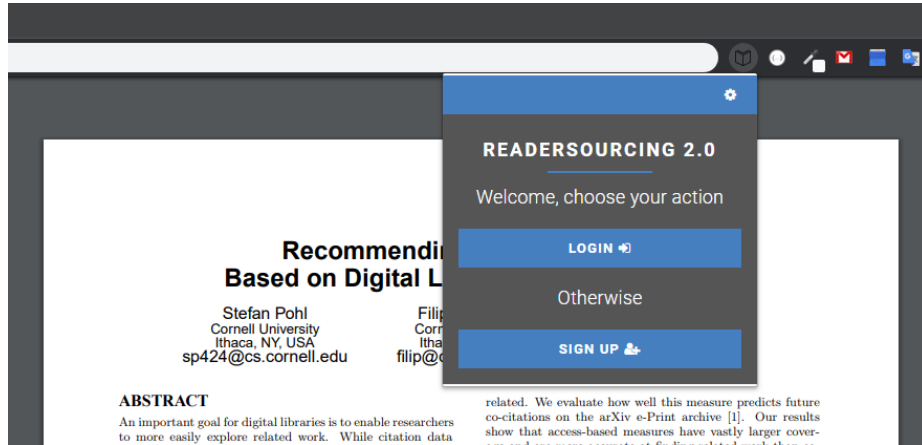 READERSOURCING 2.0
Welcome, choose your action
LOGIN
Otherwise
SIGN UP
Recommendi
Based on Digital L
Stefan Pohl
Cornell University
Ithaca, NY, USA
sp424@cs.cornell.edu
Filip
Corr
Itha
filip@c
ABSTRACT
An important goal for digital libraries is to enable researchers
to more easily explore related work. While citation data
related. We evaluate how well this measure predicts future
co-citations on the arXiv e-Print archive [1]. Our results
show that access-based measures have vastly larger cover-